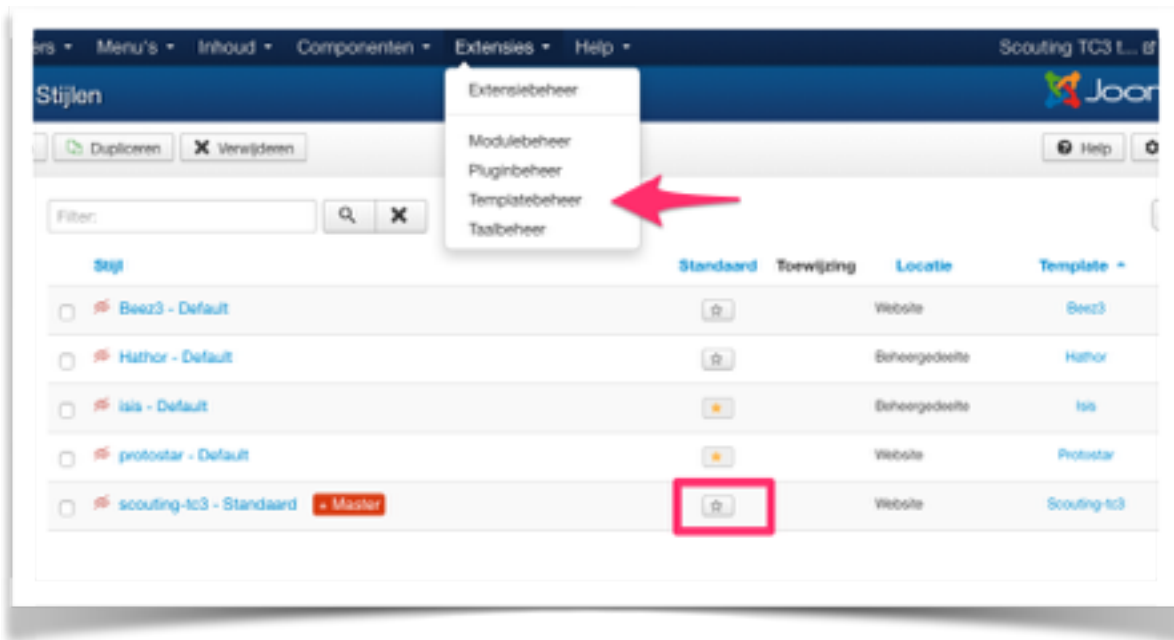 ers Menu's Inhoud Componenten Extensies Help Scouting TC3 t...
Stijlen Joor
Extensiebeheer
Dupliceren Verwijderen Modulebeheer Help
Pluginbeheer
Filter: Templatebeheer
Taalbeheer
Stijl Standaard Toewijzing Locatie Template
Beez3 - Default Website Beez3
Hathor - Default Beheergedeelte Hathor
isis - Default Beheergedeelte Isis
protostar - Default Website Protostar
scouting-tc3 - Standaard + Master Website Scouting-tc3